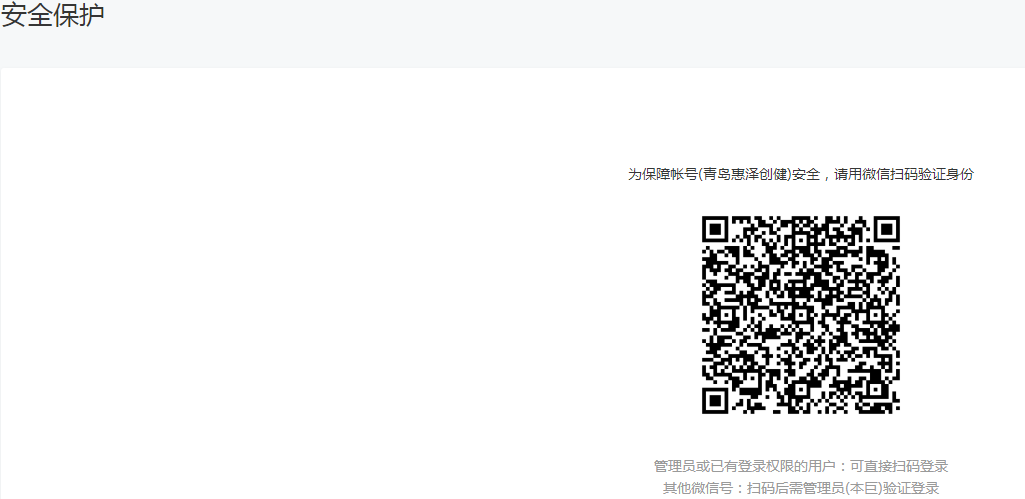 安全保护
为保障帐号(青岛惠泽创健)安全，请用微信扫码验证身份
管理员或已有登录权限的用户：可直接扫码登录
其他微信号：扫码后需管理员(本巨)验证登录